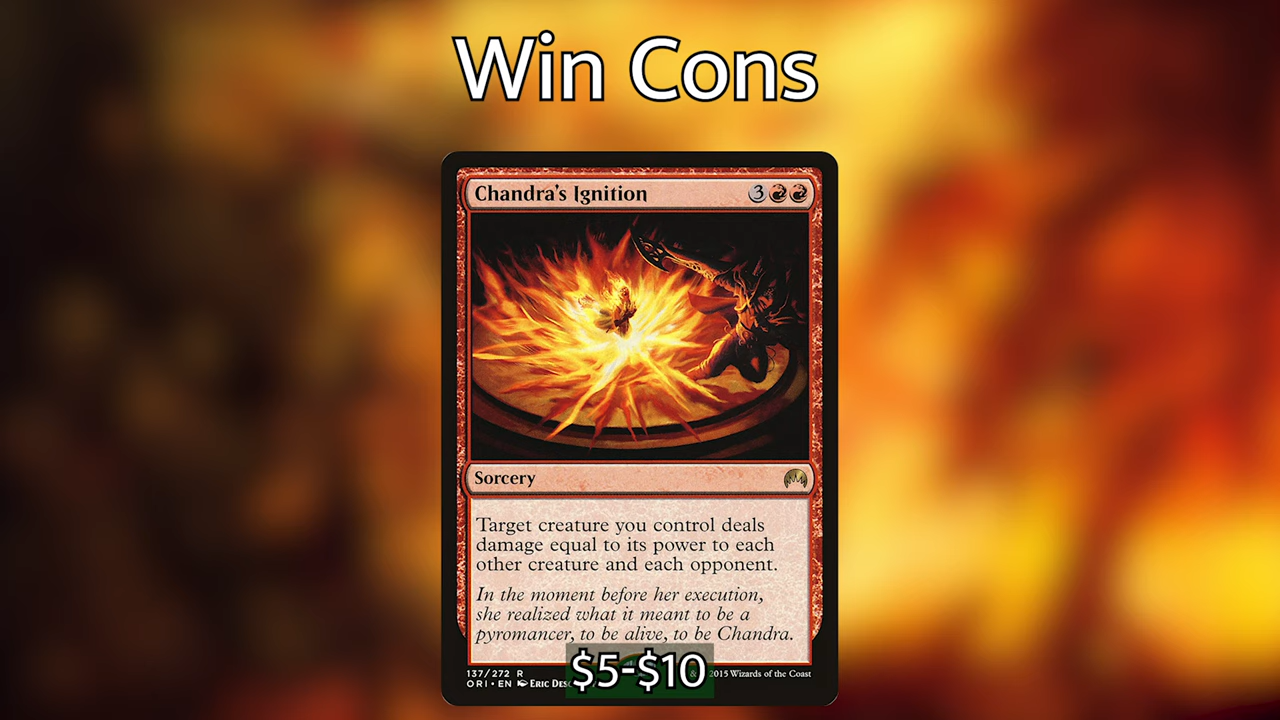 Win Cons
Chandra's Ignition 3
Sorcery
Target creature you control deals
damage equal to its power to each
other creature and each opponent.
In the moment before her execution,
she realized what it meant to be a
pyromancer, to be alive, to be Chandra.
$5-$10
137/272 R
ORI • EN Eric
& 2015 Wizards of the Coast